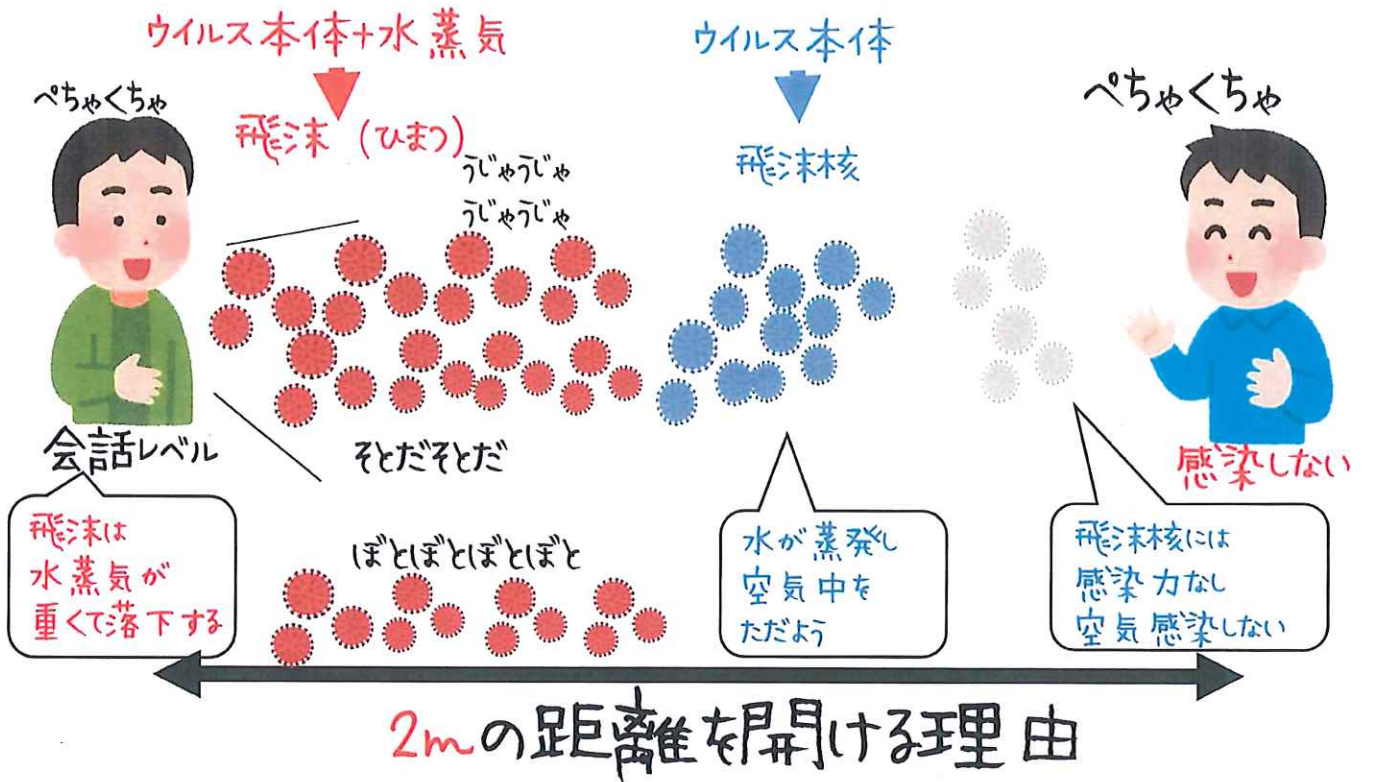 ウイルス本体+水蒸気
ウイルス本体
ぺちゃくちゃ
飛沫 (ひまつ)
うじゃうじゃ
うじゃうじゃ
飛沫核
ぺちゃくちゃ
会話レベル
そとだそとだ
感染しない
飛沫は
水蒸気が
重くて落下する
ぼとぼとぼとぼと
水が蒸発し
空気中を
ただよう
飛沫核には
感染力なし
空気感染しない
2mの距離を開ける理由